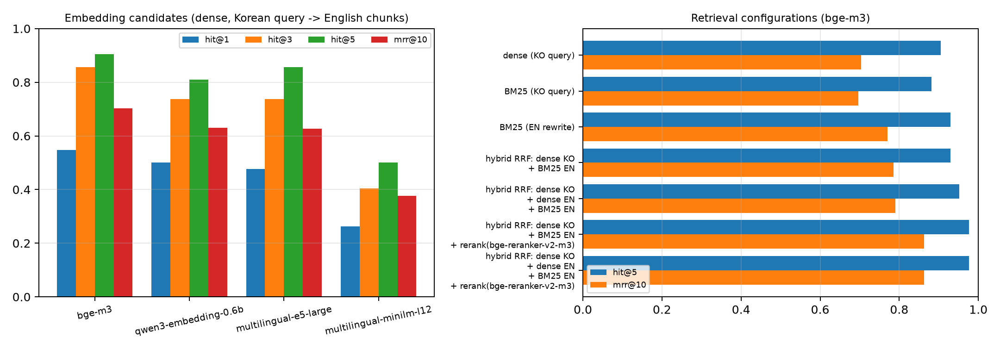 Embedding candidates (dense, Korean query -> English chunks)
hit@1 hit@3 hit@5 mrr@10
1.0
0.8
0.6
0.4
0.2
0.0
bge-m3
qwen3-embedding-0.6b
multilingual-e5-large
multilingual-minilm-l12
Retrieval configurations (bge-m3)
dense (KO query)
BM25 (KO query)
BM25 (EN rewrite)
hybrid RRF: dense KO
+ BM25 EN
hybrid RRF: dense KO
+ dense EN
+ BM25 EN
hybrid RRF: dense KO
+ BM25 EN
+ rerank(bge-reranker-v2-m3)
hybrid RRF: dense KO
+ dense EN
+ BM25 EN
+ rerank(bge-reranker-v2-m3)
hit@5
mrr@10
0.0 0.2 0.4 0.6 0.8 1.0